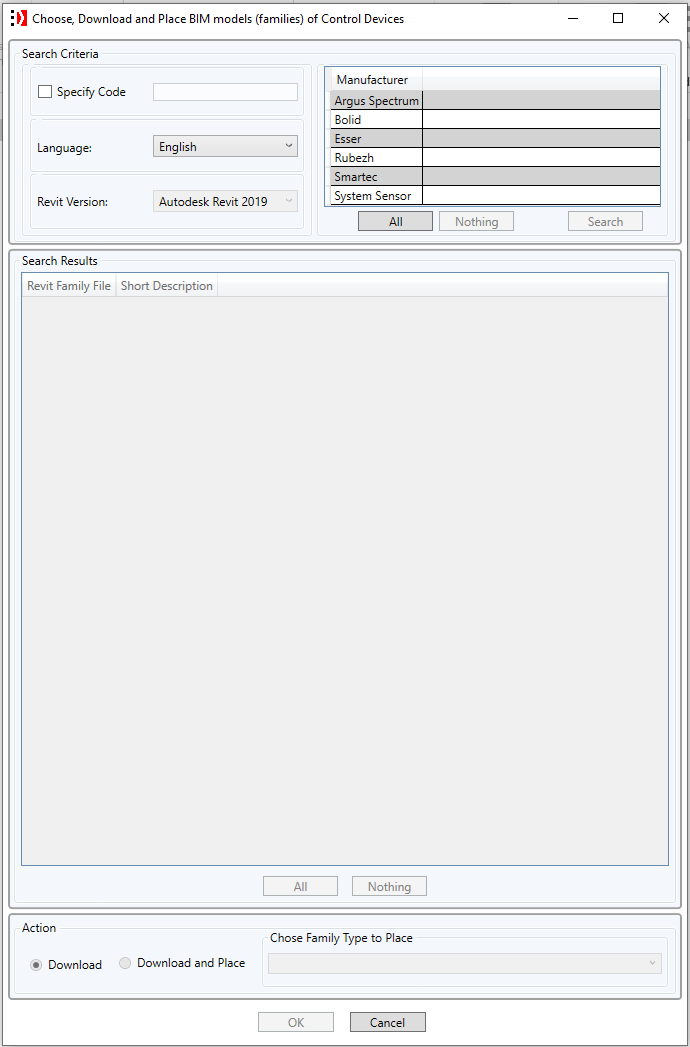 Choose, Download and Place BIM models (families) of Control Devices
Search Criteria
Specify Code
Language:
English
Revit Version:
Autodesk Revit 2019
Manufacturer
Argus Spectrum
Bolid
Esser
Rubezh
Smartec
System Sensor
All
Nothing
Search
Search Results
Revit Family File
Short Description
All
Nothing
Action
Download
Download and Place
Chose Family Type to Place
OK
Cancel